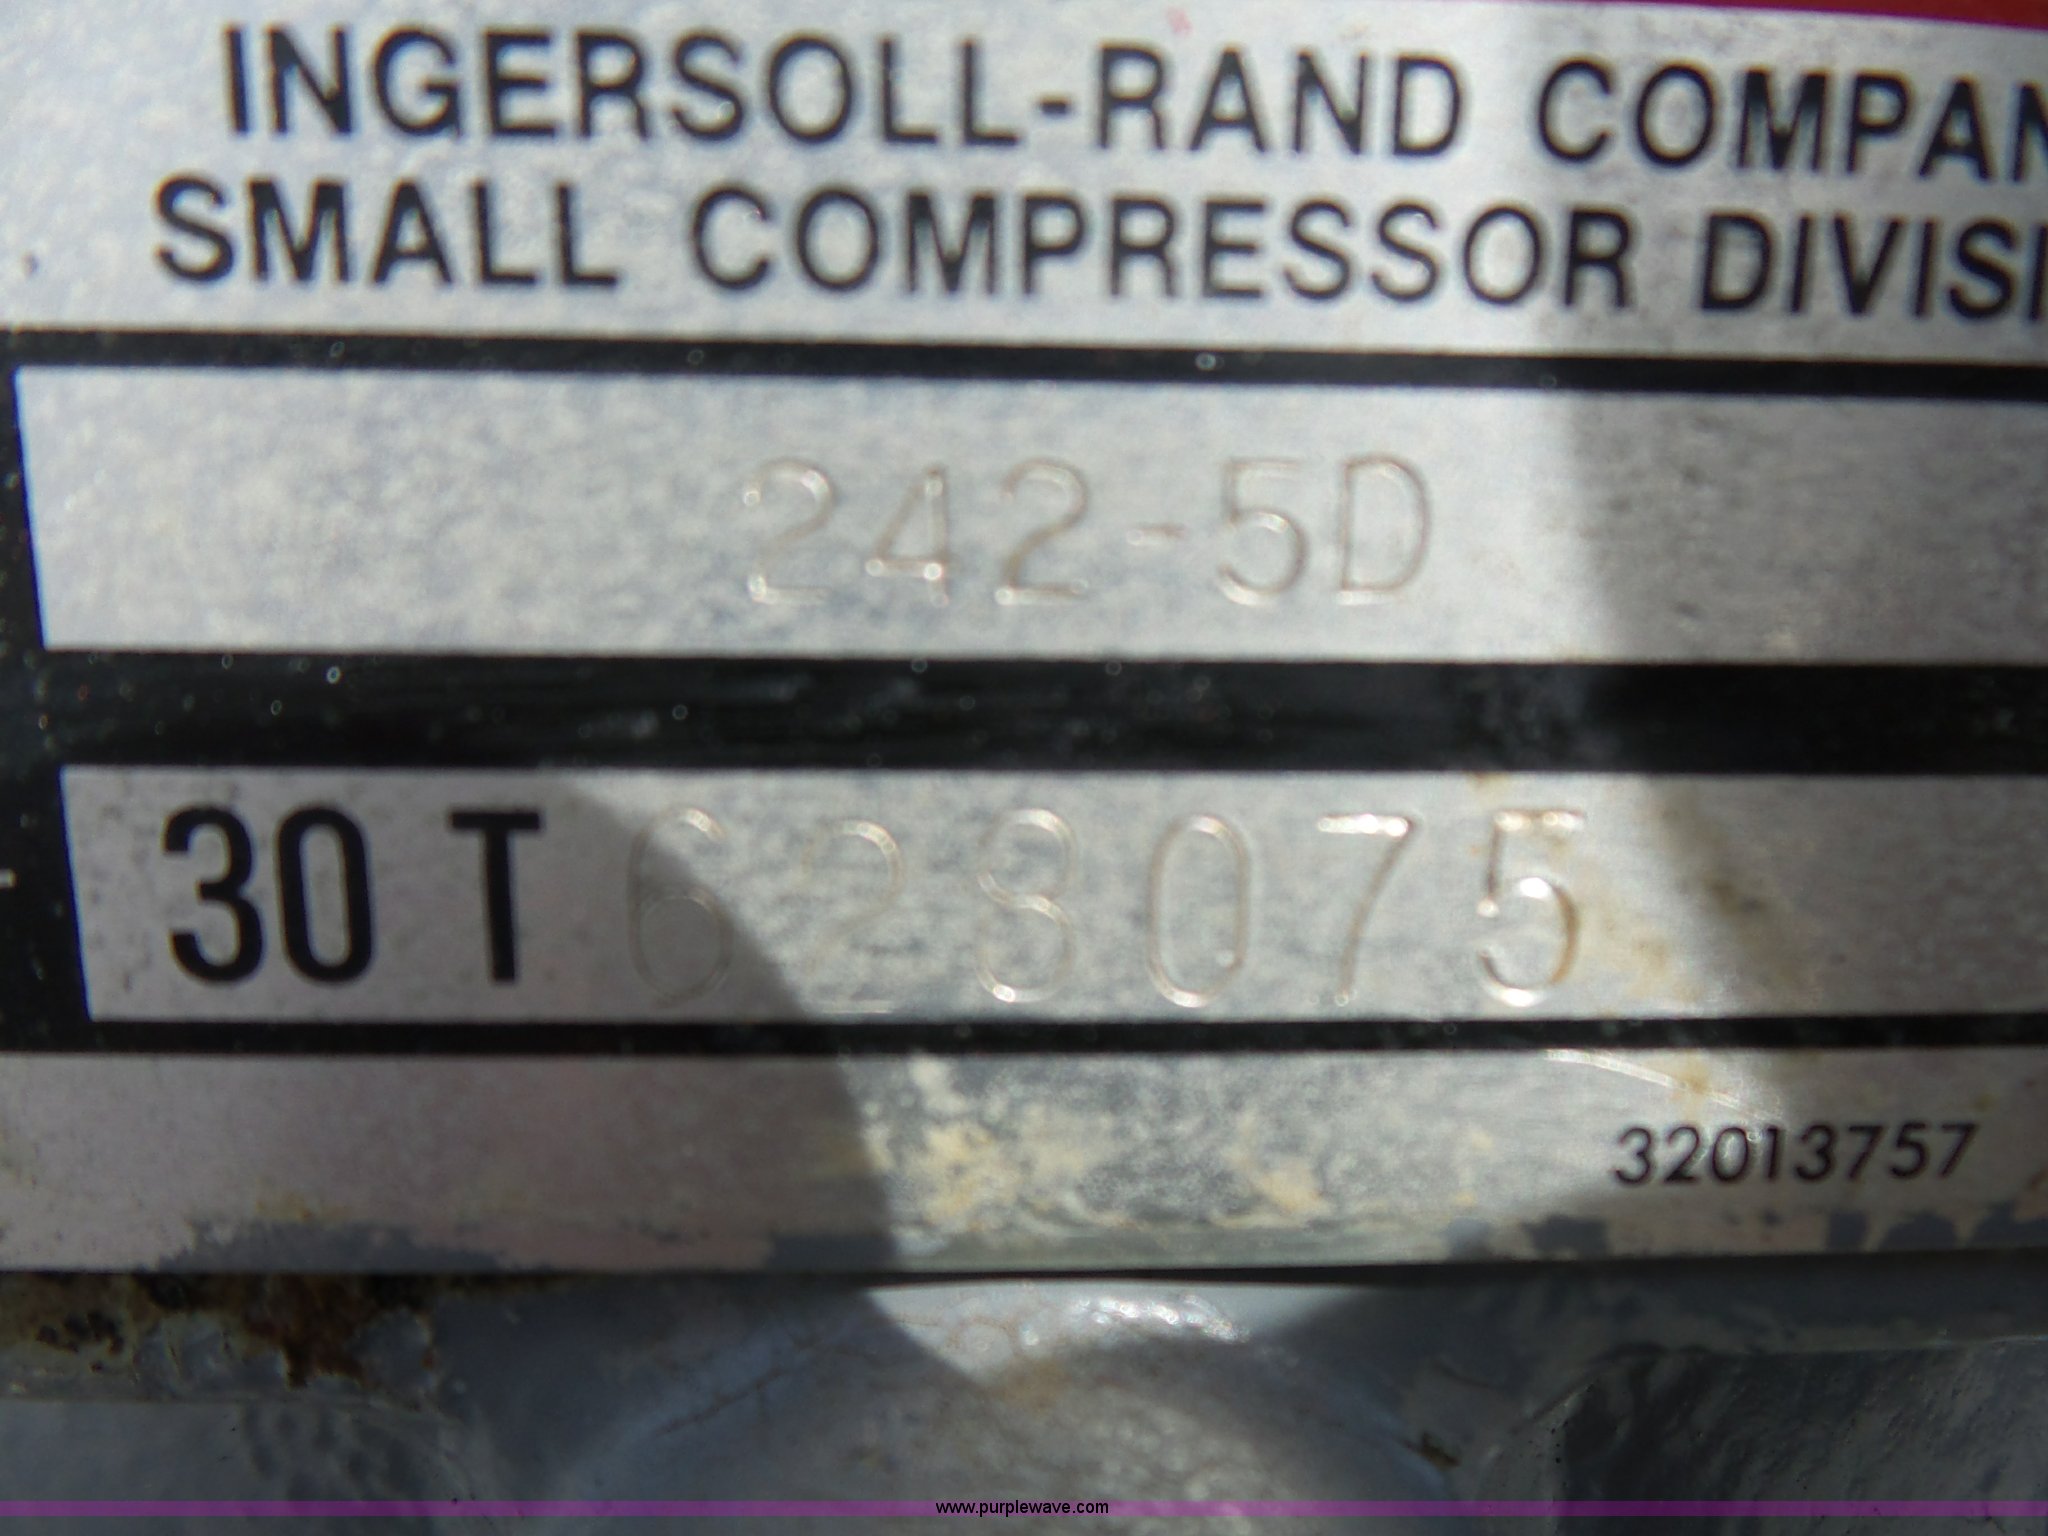 INGERSOLL-RAND COMPAN
SMALL COMPRESSOR DIVISI
242-5D
30 T 628075
32013757
www.purplewave.com